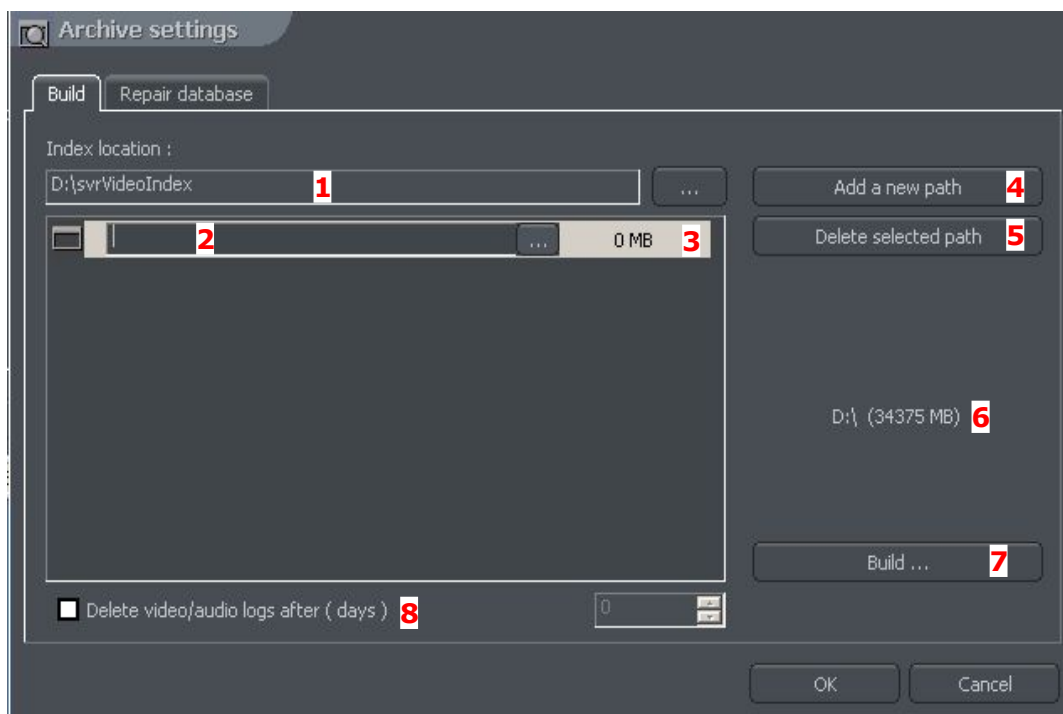 Archive settings
Build Repair database
Index location :
D:\svrVideoIndex 1 ... Add a new path 4
2 ... 0 MB 3 Delete selected path 5
D:\ (34375 MB) 6
Build ... 7
Delete video/audio logs after ( days ) 8 0
OK Cancel